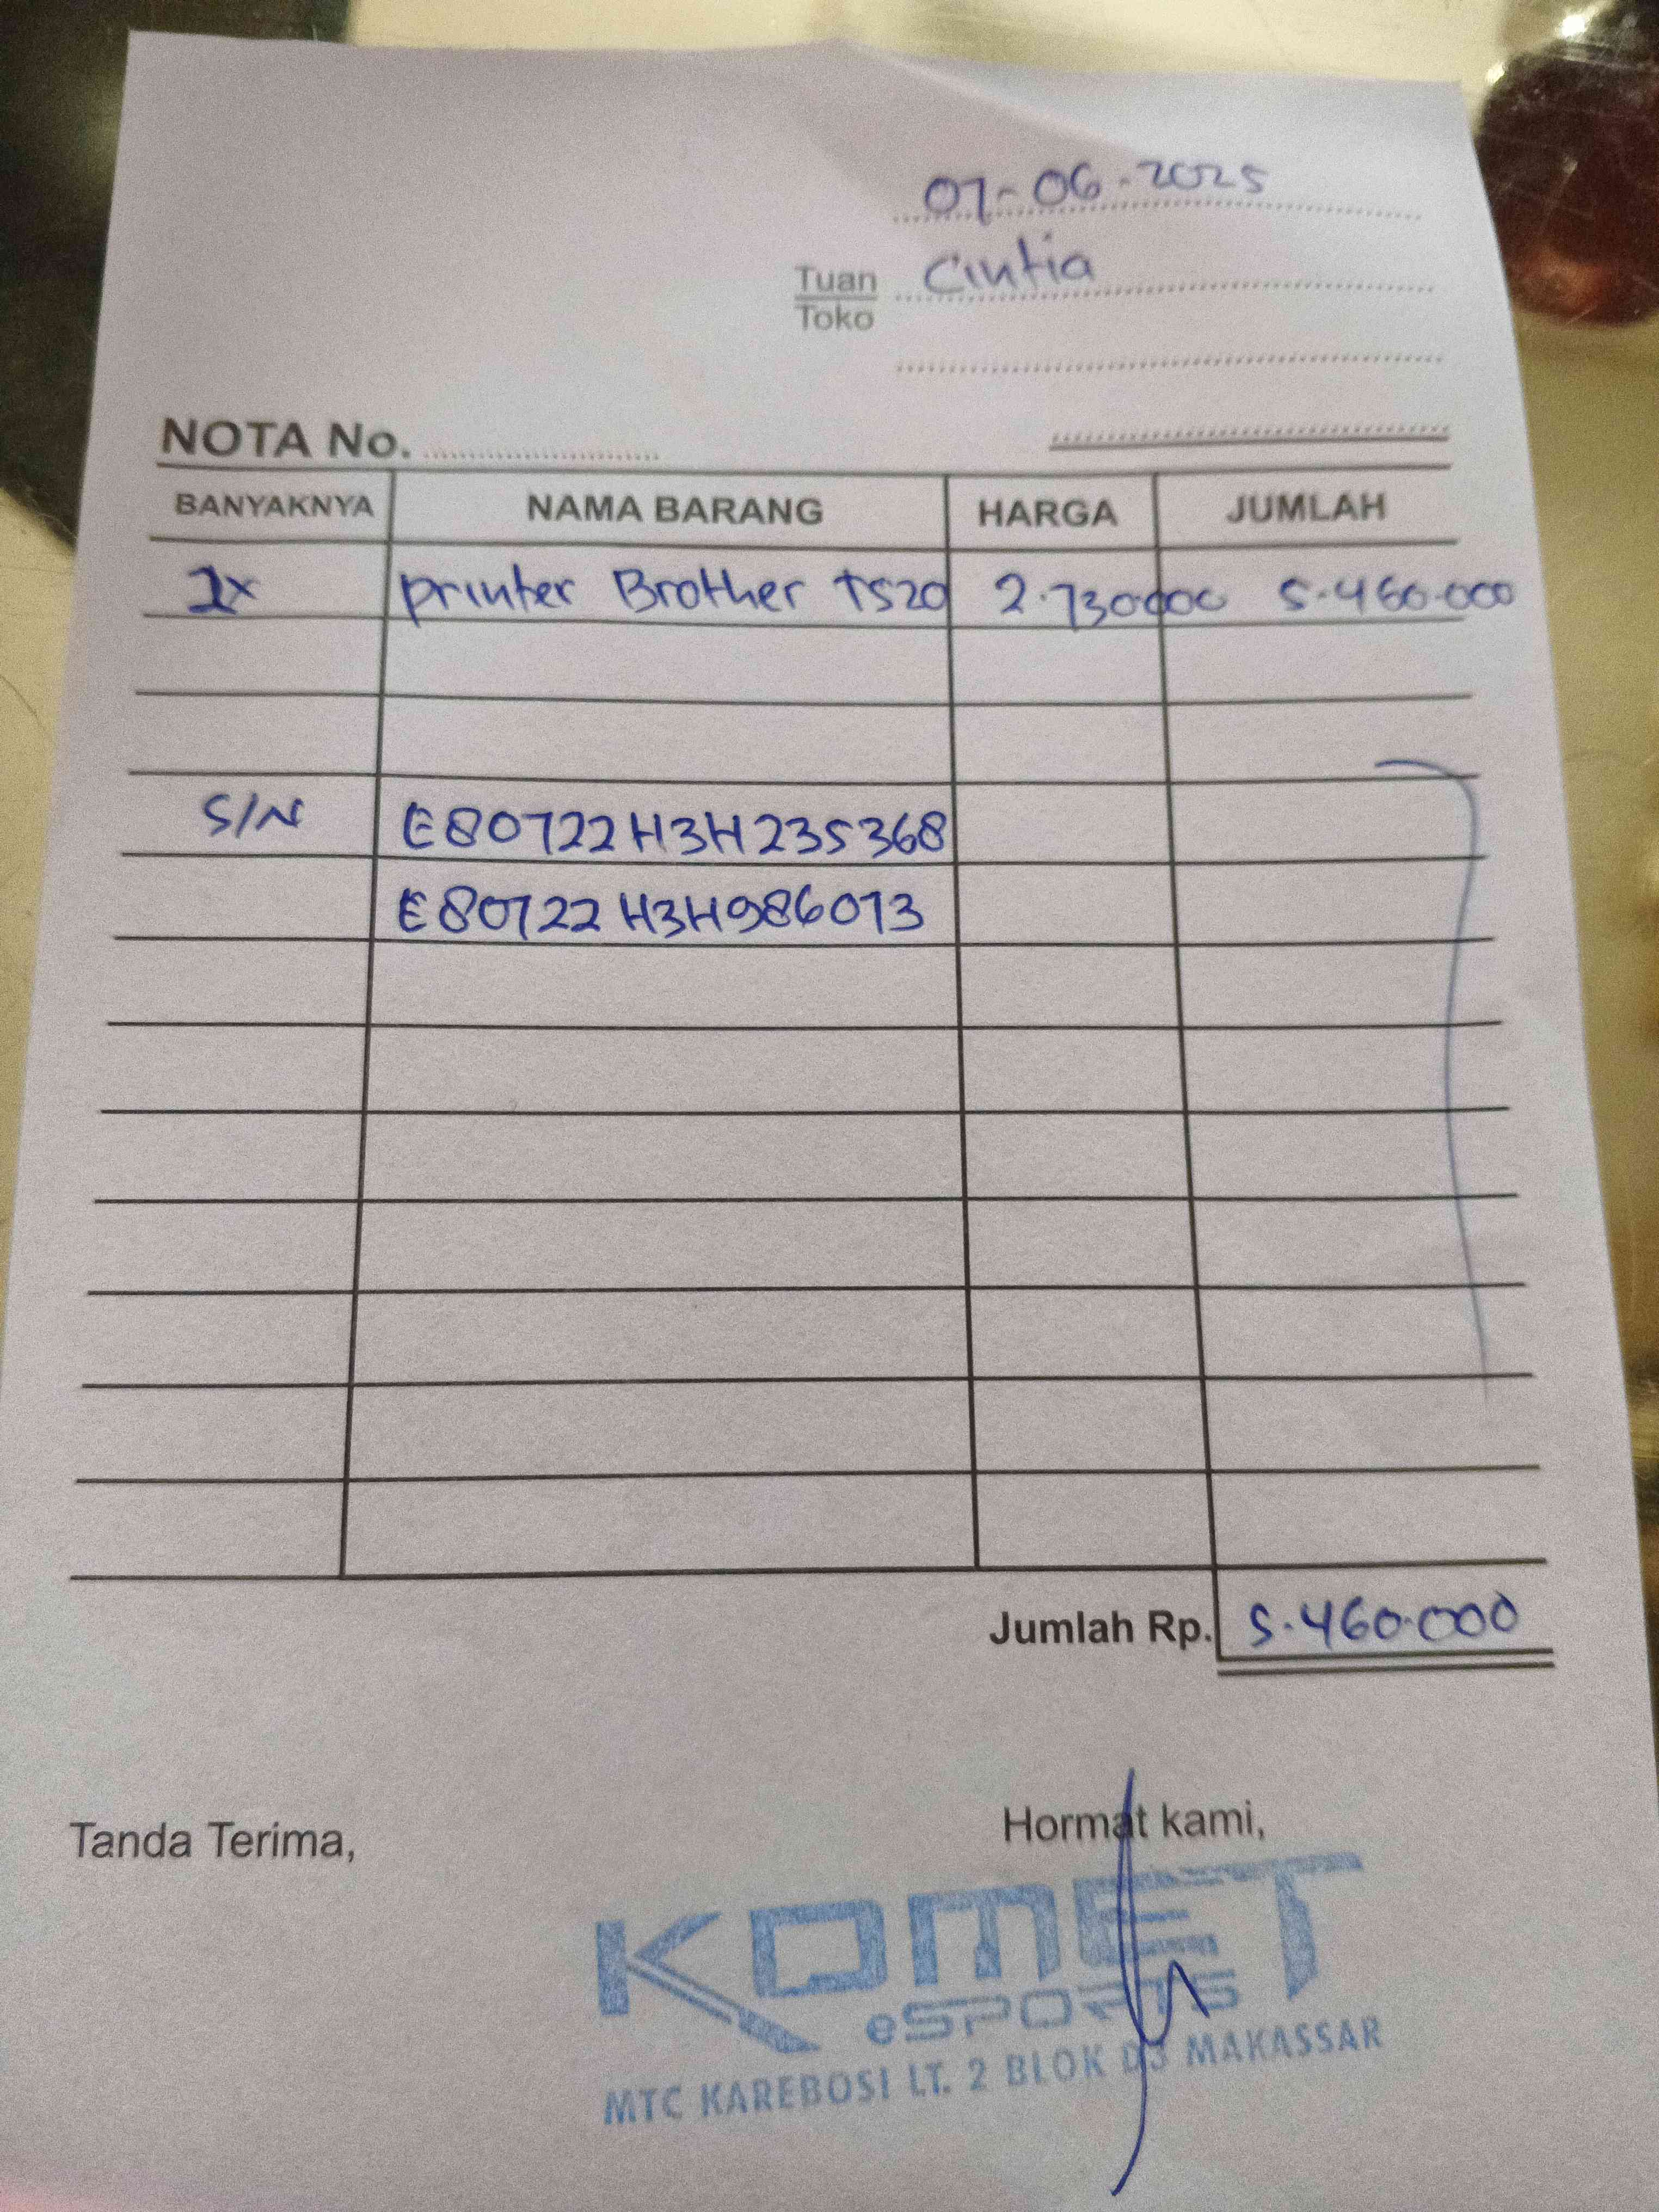 07-06-2025
Tuan Cintia
Toko
NOTA No.
BANYAKNYA NAMA BARANG HARGA JUMLAH
2x printer Brother T520 2.730.000 5.460.000
S/N E80722H3H235368
E80722H3H986073
Jumlah Rp. 5.460.000
Tanda Terima, Hormat kami,
KOMET
eSPORTS
MTC KAREBOSI LT. 2 BLOK D3 MAKASSAR